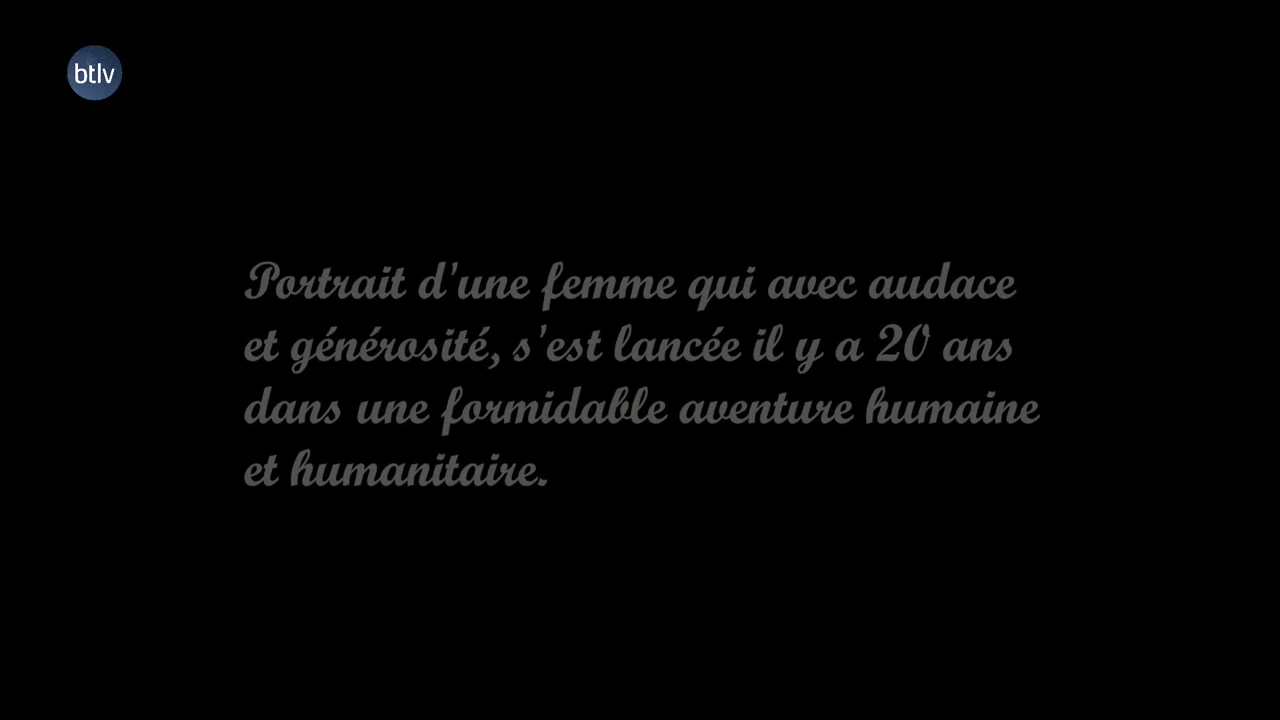 btlv
Portrait d'une femme qui avec audace
et générosité, s'est lancée il y a 20 ans
dans une formidable aventure humaine
et humanitaire.